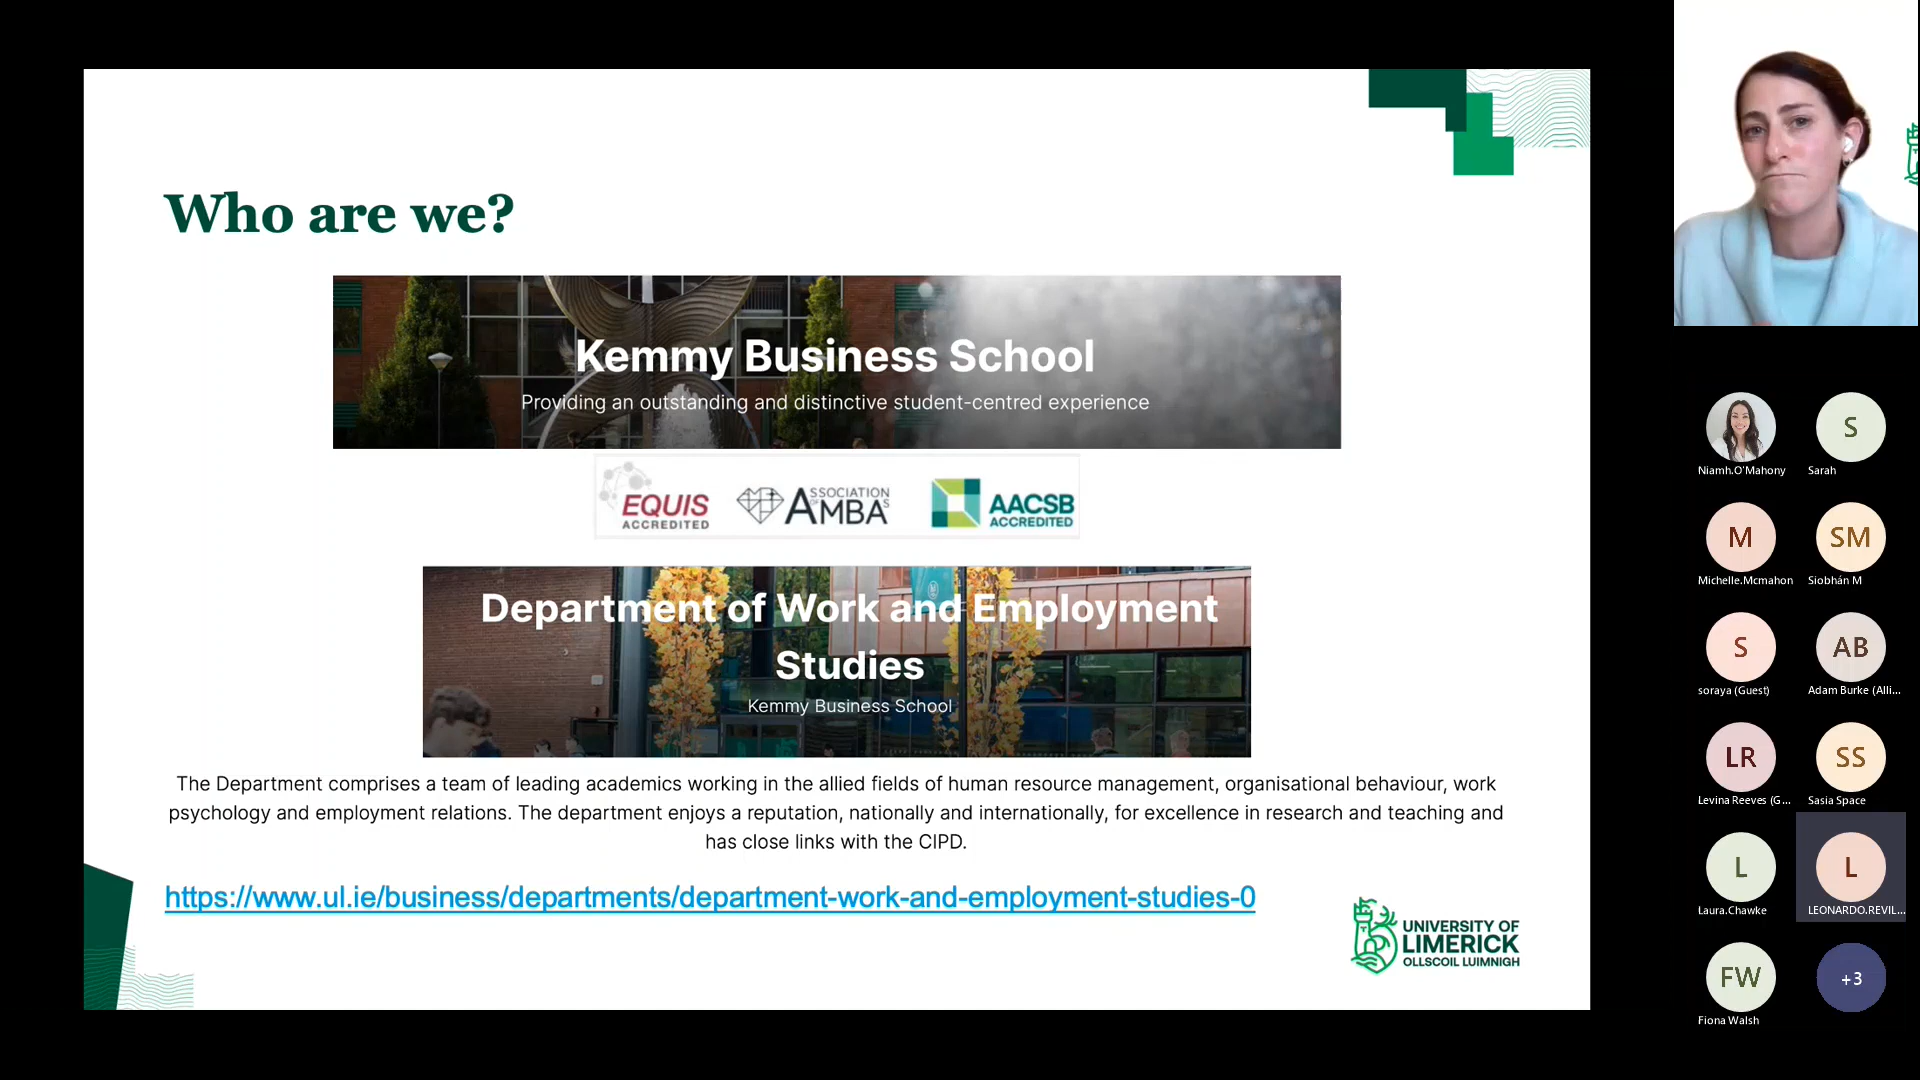 Who are we?
Kemmy Business School
Providing an outstanding and distinctive student-centred experience
EQUIS
ACCREDITED
ASSOCIATION
OF
AMBA'S
AACSB
ACCREDITED
Department of Work and Employment
Studies
Kemmy Business School
The Department comprises a team of leading academics working in the allied fields of human resource management, organisational behaviour, work
psychology and employment relations. The department enjoys a reputation, nationally and internationally, for excellence in research and teaching and
has close links with the CIPD.
https://www.ul.ie/business/departments/department-work-and-employment-studies-0
UNIVERSITY OF
LIMERICK
OLLSCOIL LUIMNIGH
Niamh.O'Mahony
S
Sarah
M
Michelle.Mcmahon
SM
Siobhán M
S
soraya (Guest)
AB
Adam Burke (Alli...
LR
Levina Reeves (G...
SS
Sasia Space
L
Laura.Chawke
L
LEONARDO.REVIL...
FW
Fiona Walsh
+3